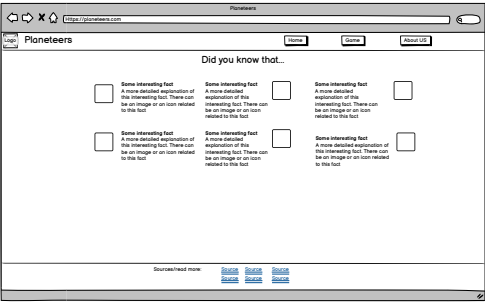 Planeteers
Https://planeteers.com
Logo
Planeteers
Home
Game
About US
Did you know that...
Some interesting fact
A more detailed explanation of
this interesting fact. There can
be an image or an icon related
to this fact
Some interesting fact
A more detailed
explanation of this
interesting fact. There can
be an image or an icon
related to this fact
Some interesting fact
A more detailed
explanation of this
interesting fact. There can
be an image or an icon
related to this fact
Some interesting fact
A more detailed explanation of
this interesting fact. There can
be an image or an icon related
to this fact
Some interesting fact
A more detailed
explanation of this
interesting fact. There can
be an image or an icon
related to this fact
Some interesting fact
A more detailed explanation of
this interesting fact. There can
be an image or an icon related
to this fact
Sources/read more:
Source Source Source
Source Source Source